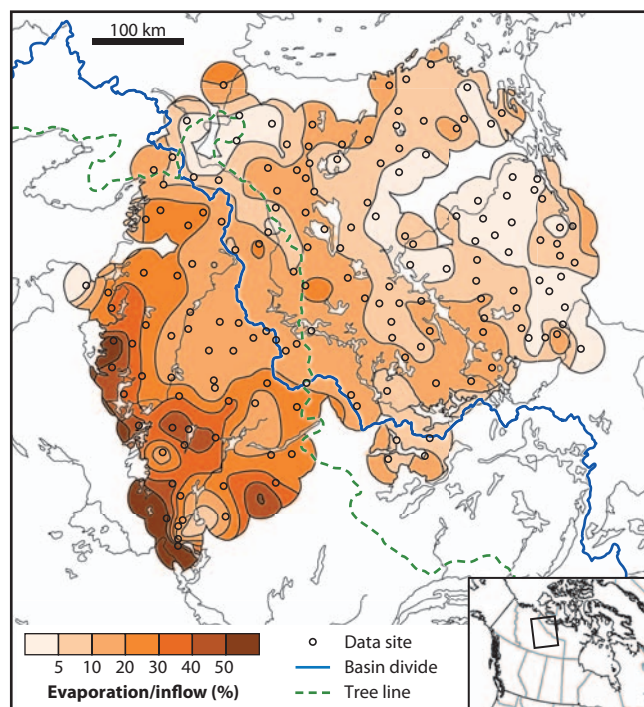 100 km
5 10 20 30 40 50
Evaporation/inflow (%)
Data site
Basin divide
Tree line